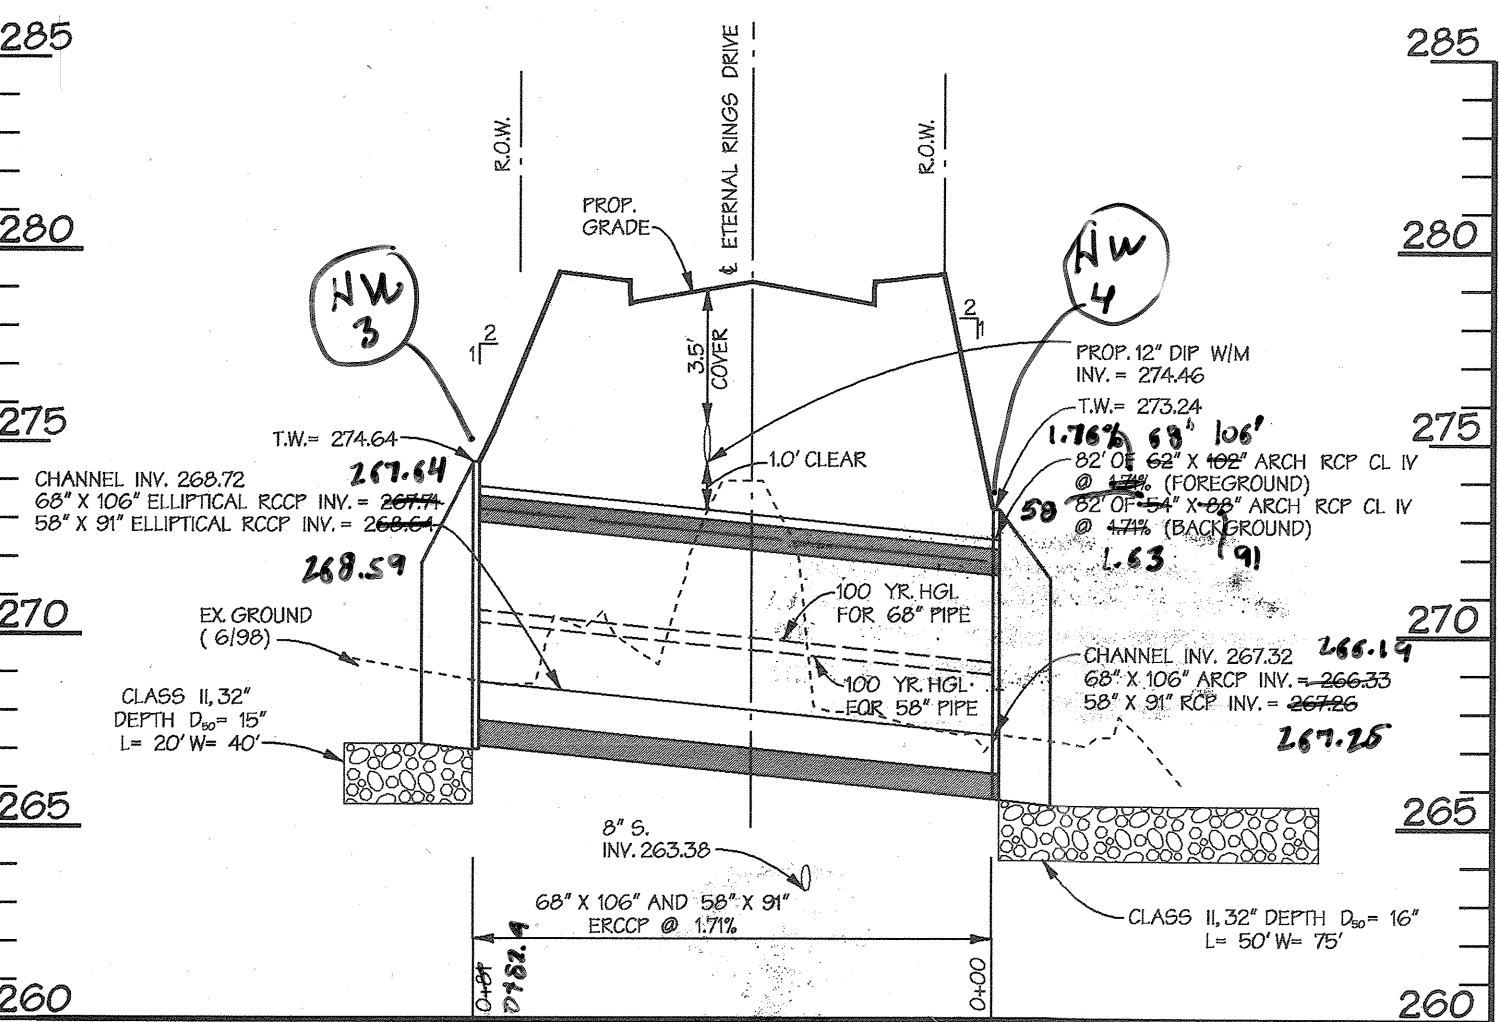 285
285
℄ ETERNAL RINGS DRIVE
R.O.W.
R.O.W.
PROP.
GRADE
280
280
HW
3
HW
4
2
1
2
1
3.5'
COVER
PROP. 12" DIP W/M
INV. = 274.46
T.W.= 273.24
275
275
T.W.= 274.64
1.76% 68" 106'
267.64
1.0' CLEAR
82' OF 62" X 102" ARCH RCP CL IV
@ 1.71% (FOREGROUND)
58
82' OF 54" X 88" ARCH RCP CL IV
@ 1.71% (BACKGROUND)
1.63
91
CHANNEL INV. 268.72
68" X 106" ELLIPTICAL RCCP INV. = 267.71
58" X 91" ELLIPTICAL RCCP INV. = 268.64
268.59
100 YR. HGL
FOR 68" PIPE
270
270
EX. GROUND
( 6/98)
CHANNEL INV. 267.32
266.19
68" X 106" ARCP INV. = 266.33
58" X 91" RCP INV. = 267.26
267.25
100 YR. HGL
FOR 58" PIPE
CLASS II, 32"
DEPTH D50= 15"
L= 20' W= 40'
265
265
8" S.
INV. 263.38
68" X 106" AND 58" X 91"
ERCCP @ 1.71%
CLASS II, 32" DEPTH D50= 16"
L= 50' W= 75'
0+82.4
0+00
260
260